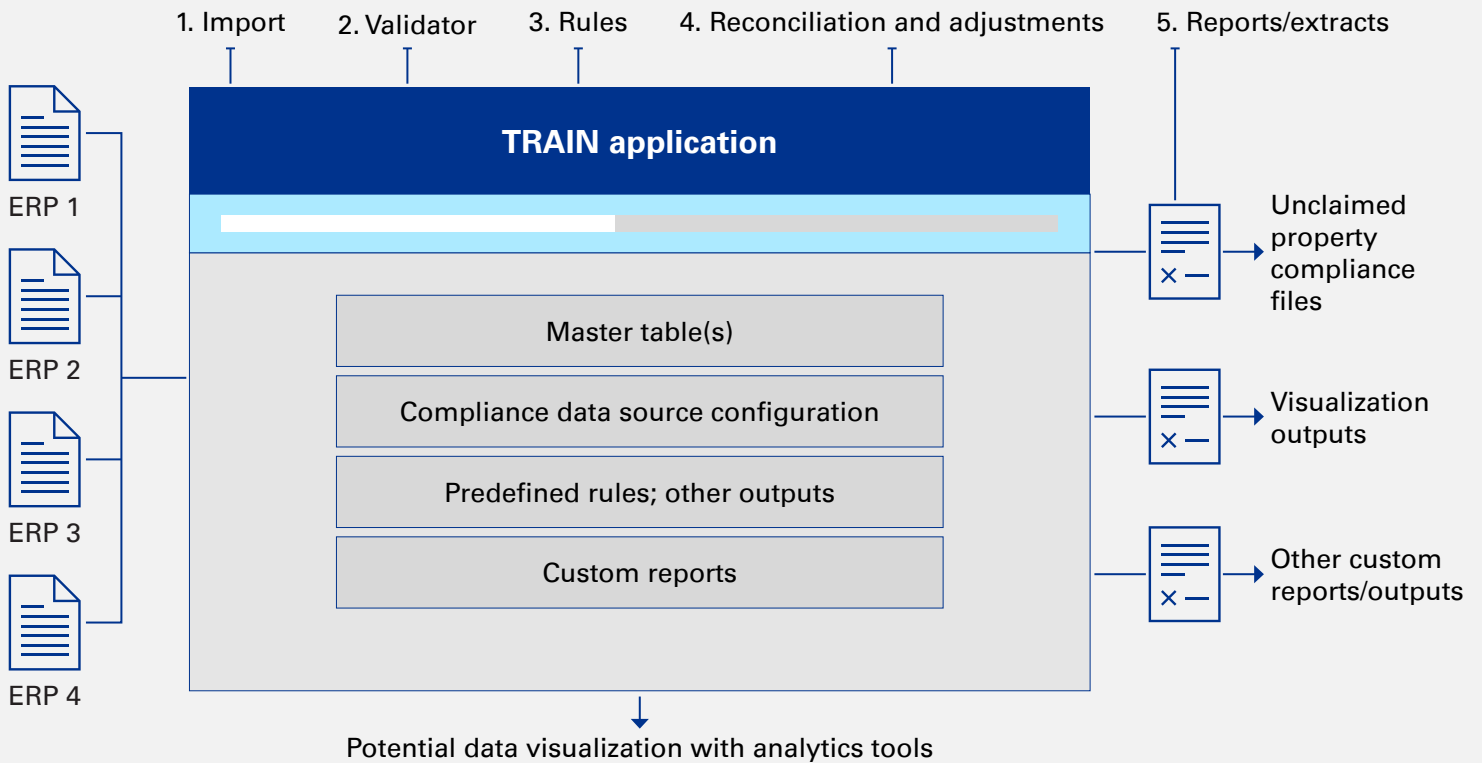 1. Import
2. Validator
3. Rules
4. Reconciliation and adjustments
5. Reports/extracts
ERP 1
ERP 2
ERP 3
ERP 4
TRAIN application
Master table(s)
Compliance data source configuration
Predefined rules; other outputs
Custom reports
Unclaimed
property
compliance
files
Visualization
outputs
Other custom
reports/outputs
Potential data visualization with analytics tools